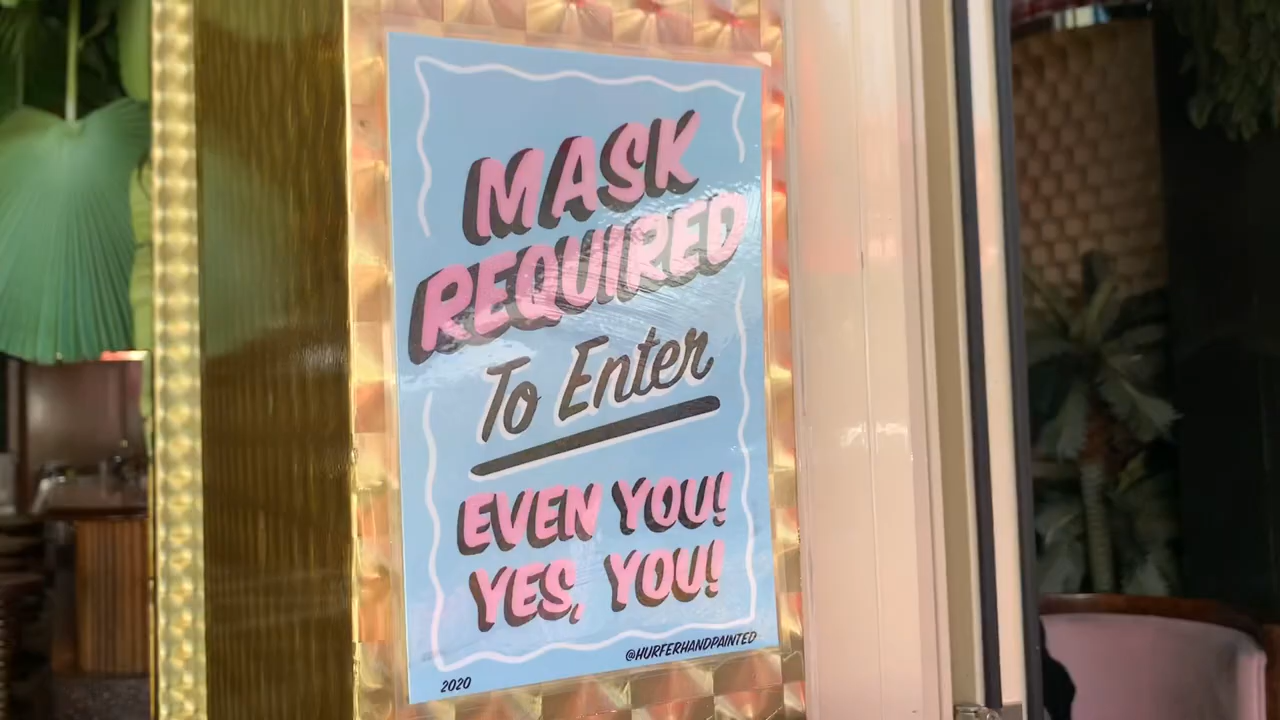 MASK
REQUIRED
To Enter
EVEN YOU!
YES, YOU!
@HURFERHANDPAINTED
2020